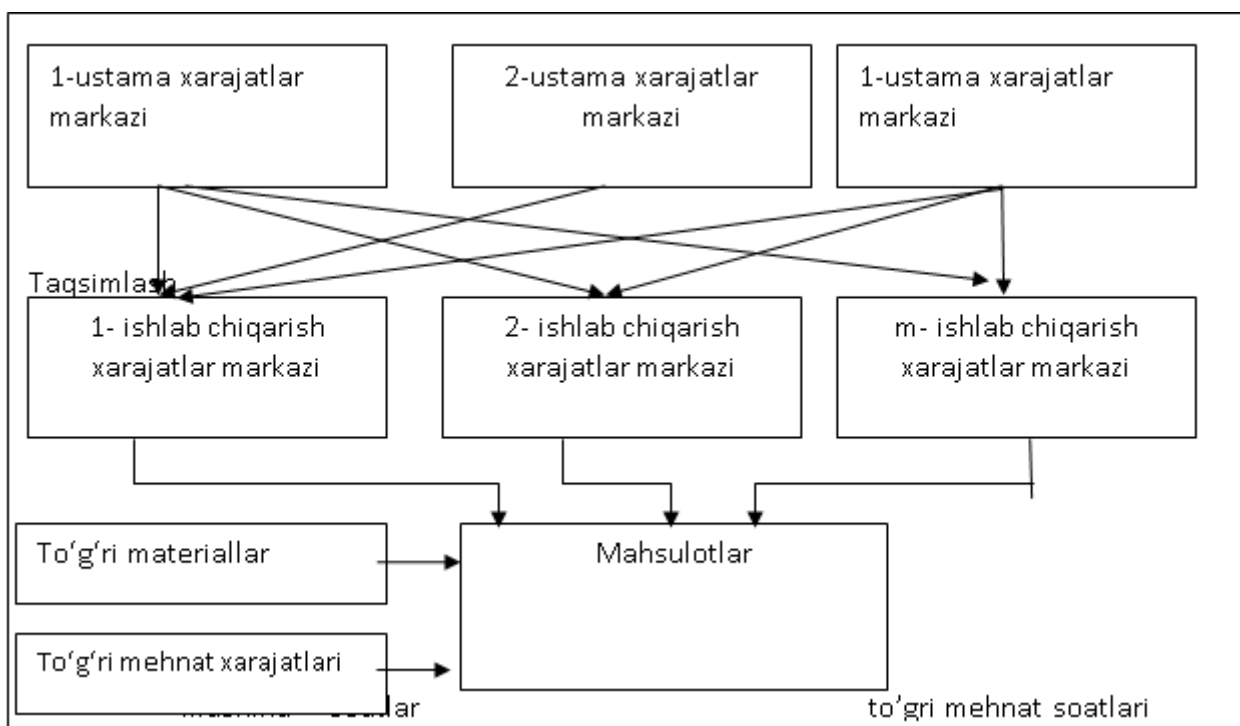 1-ustama xarajatlar
markazi
2-ustama xarajatlar
markazi
1-ustama xarajatlar
markazi
Taqsimlash
1- ishlab chiqarish
xarajatlar markazi
2- ishlab chiqarish
xarajatlar markazi
m- ishlab chiqarish
xarajatlar markazi
To‘g‘ri materiallar
Mahsulotlar
To‘g‘ri mehnat xarajatlari
to’gri mehnat soatlari